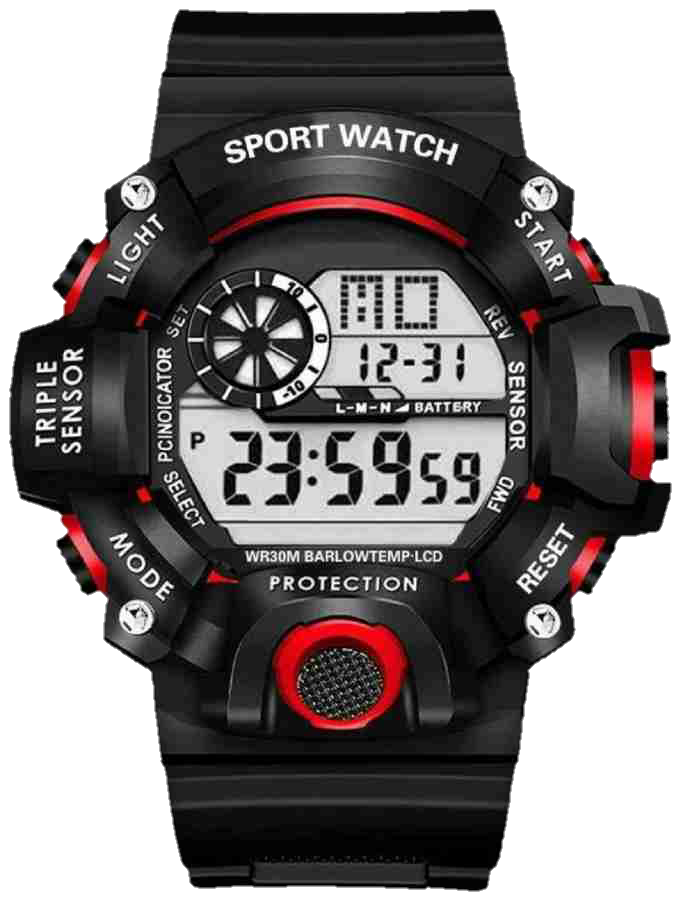 SPORT WATCH
LIGHT
START
10
0
-10
SET
REV
MO
12-31
TRIPLE
SENSOR
PCINOICATOR
SENSOR
L-M-N BATTERY
P
23:59 59
SELECT
FWD
WR30M BARLOWTEMP·LCD
MODE
RESET
PROTECTION